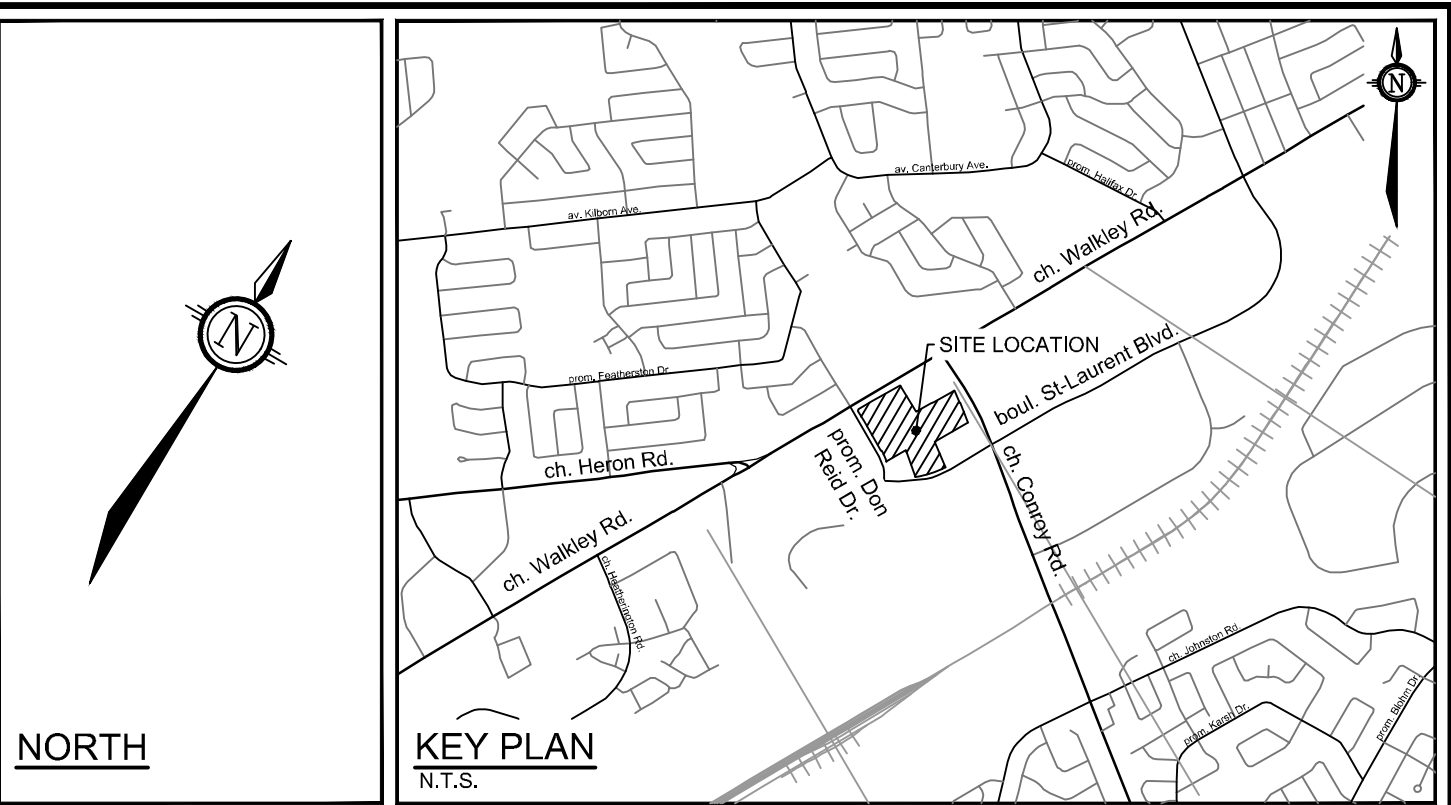 N
NORTH
N
av. Canterbury Ave.
prom. Halifax Dr.
av. Kilborn Ave.
ch. Walkley Rd.
SITE LOCATION
boul. St-Laurent Blvd.
prom. Featherston Dr.
prom. Don
Reid Dr.
ch. Heron Rd.
ch. Conroy Rd.
ch. Walkley Rd.
ch. Heatherington Rd.
ch. Johnston Rd.
prom. Karsh Dr.
prom. Blohm Dr.
KEY PLAN
N.T.S.